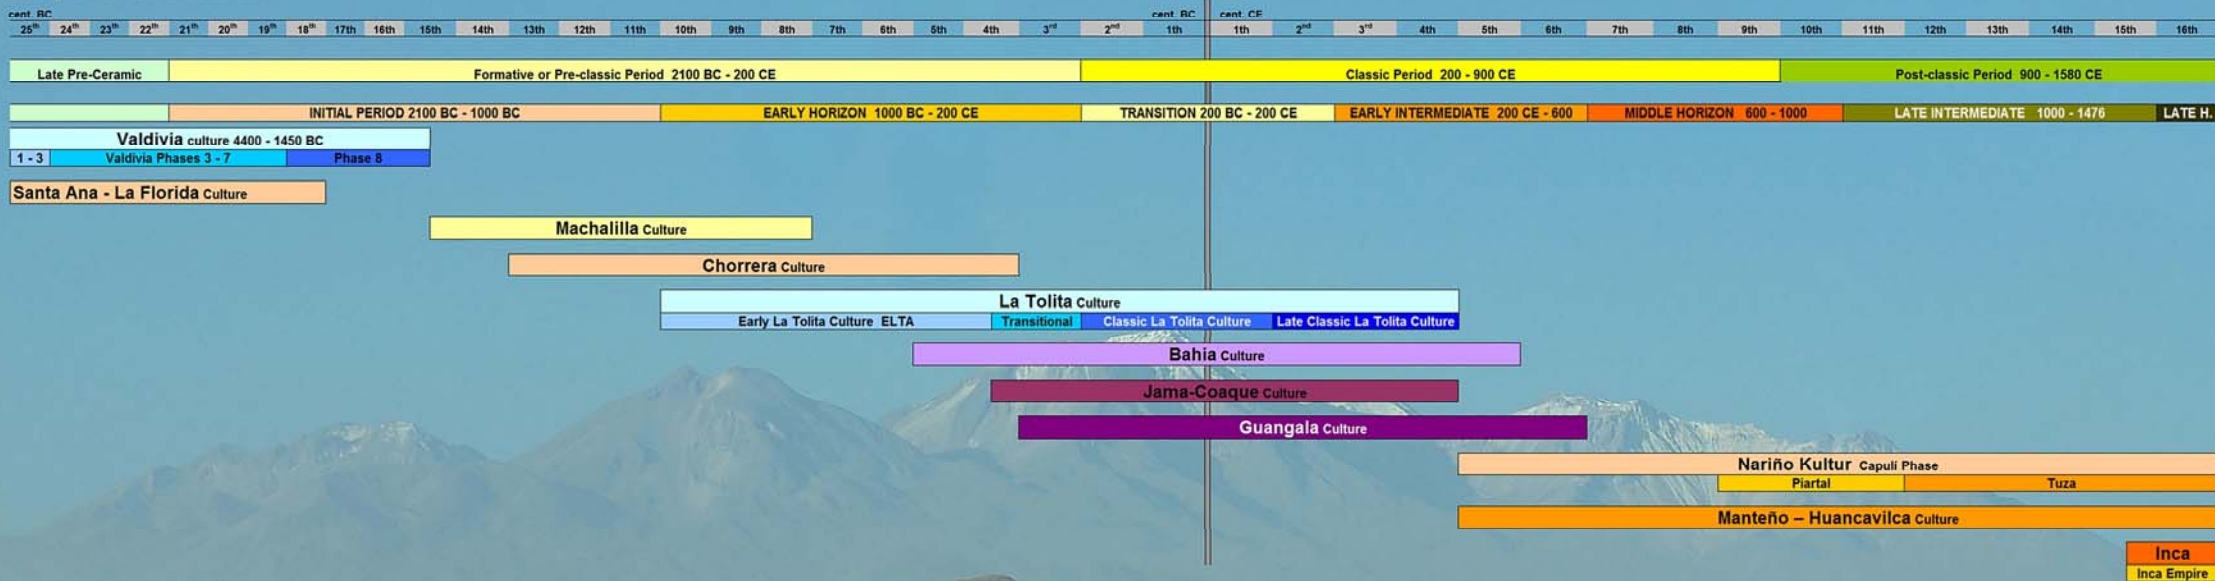 cent. BC cent. BC cent. CE
25th 24th 23th 22th 21th 20th 19th 18th 17th 16th 15th 14th 13th 12th 11th 10th 9th 8th 7th 6th 5th 4th 3rd 2nd 1th 1th 2nd 3rd 4th 5th 6th 7th 8th 9th 10th 11th 12th 13th 14th 15th 16th
Late Pre-Ceramic Formative or Pre-classic Period 2100 BC - 200 CE Classic Period 200 - 900 CE Post-classic Period 900 - 1580 CE
INITIAL PERIOD 2100 BC - 1000 BC EARLY HORIZON 1000 BC - 200 CE TRANSITION 200 BC - 200 CE EARLY INTERMEDIATE 200 CE - 600 MIDDLE HORIZON 600 - 1000 LATE INTERMEDIATE 1000 - 1476 LATE H.
Valdivia culture 4400 - 1450 BC
1 - 3 Valdivia Phases 3 - 7 Phase 8
Santa Ana - La Florida Culture
Machalilla Culture
Chorrera Culture
La Tolita Culture
Early La Tolita Culture ELTA Transitional Classic La Tolita Culture Late Classic La Tolita Culture
Bahía Culture
Jama-Coaque Culture
Guangala Culture
Nariño Kultur Capulí Phase
Piartal Tuza
Manteño – Huancavilca Culture
Inca
Inca Empire